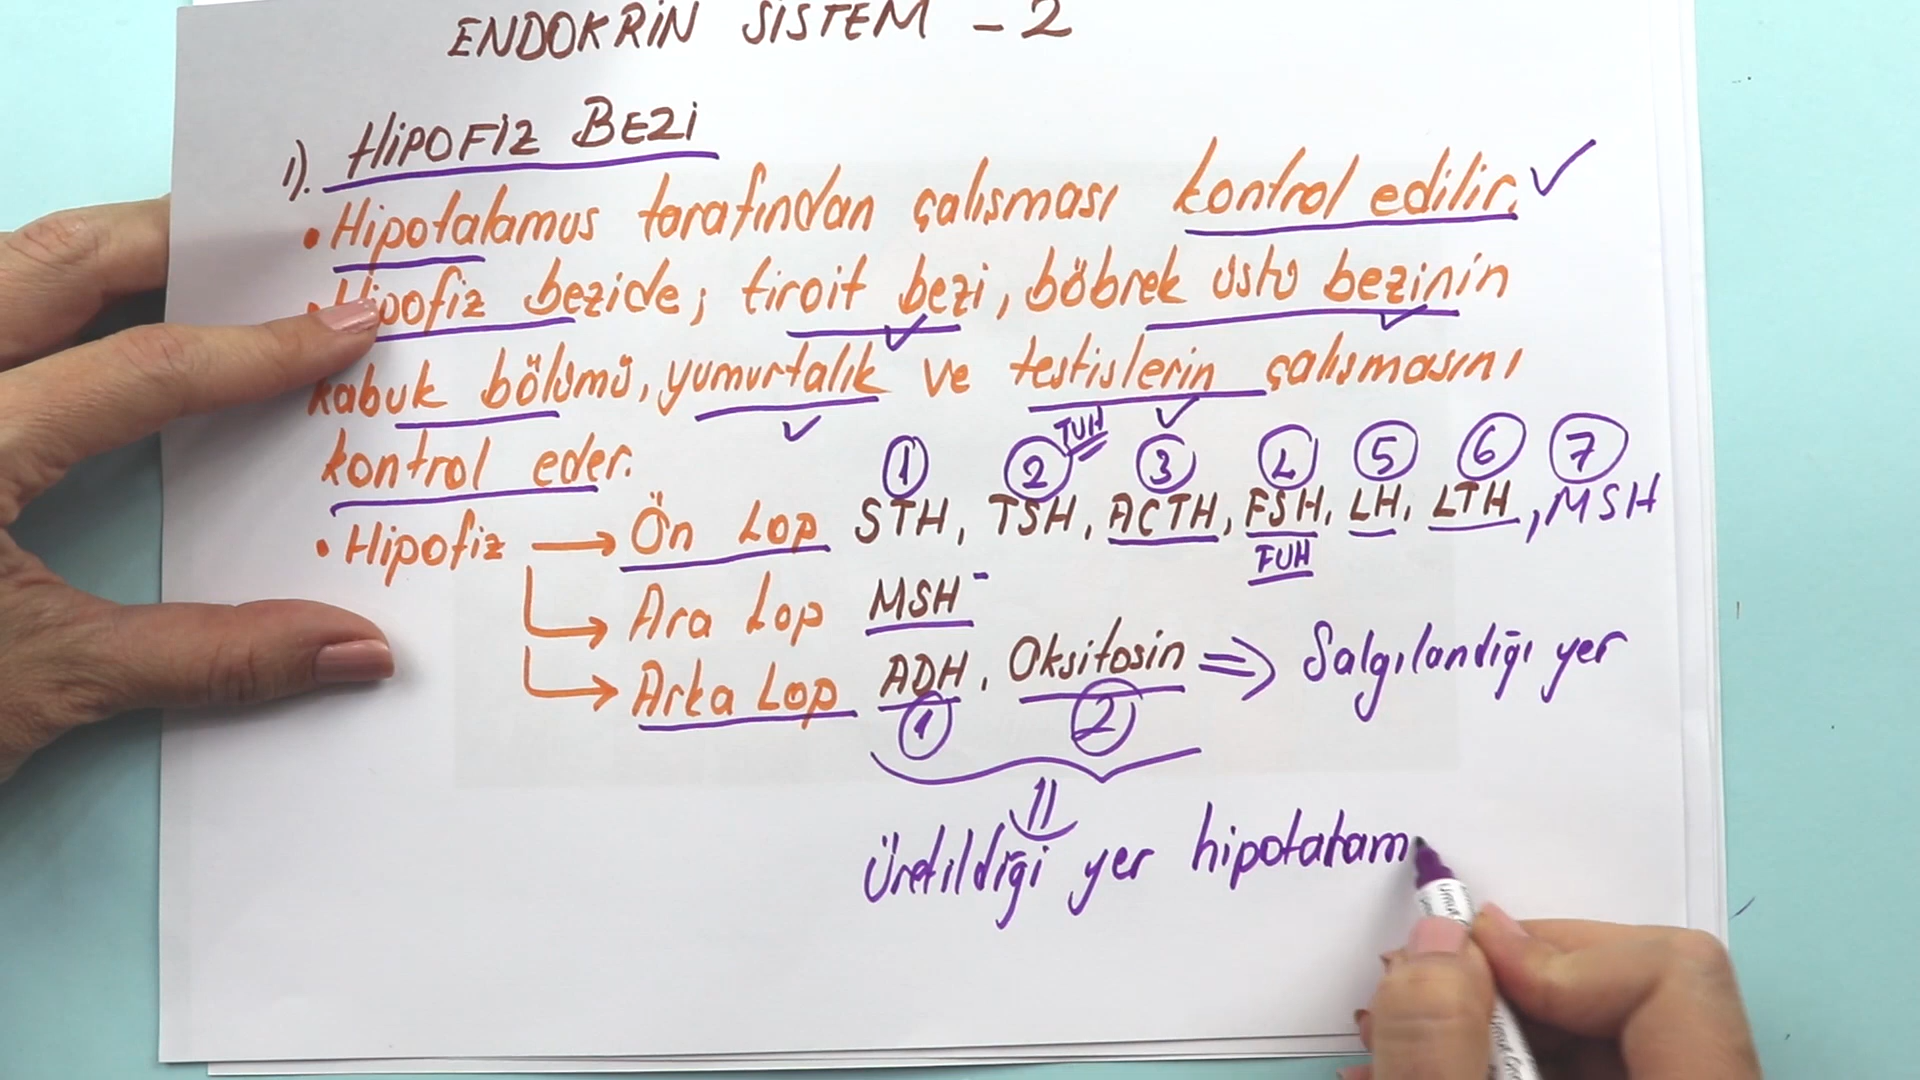 ENDOKRİN SİSTEM - 2
1). HİPOFİZ BEZİ
• Hipotalamus tarafından çalışması kontrol edilir. ✓
• Hipofiz bezide; tiroit bezi, böbrek üstü bezinin
kabuk bölümü, yumurtalık ve testislerin çalışmasını
kontrol eder.
TUH
1 2 3 4 5 6 7
• Hipofiz → Ön Lop STH, TSH, ACTH, FSH, LH, LTH, MSH
FUH
→ Ara Lop MSH -
→ Arka Lop ADH, Oksitosin ⇒ Salgılandığı yer
1 2
Üretildiği yer hipotalam